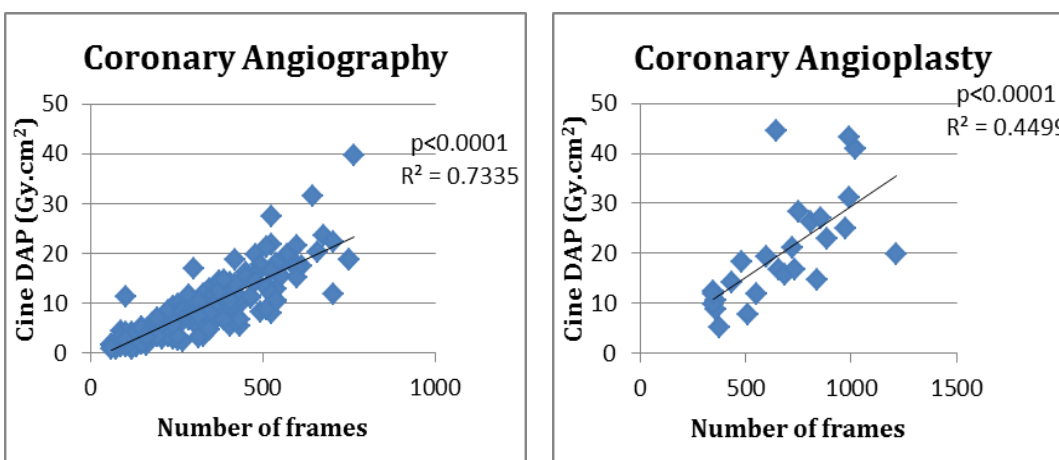 Coronary Angiography
p<0.0001
R² = 0.7335
Cine DAP (Gy.cm²)
50
40
30
20
10
0
0 500 1000
Number of frames
Coronary Angioplasty
p<0.0001
R² = 0.4499
Cine DAP (Gy.cm²)
50
40
30
20
10
0
0 500 1000 1500
Number of frames